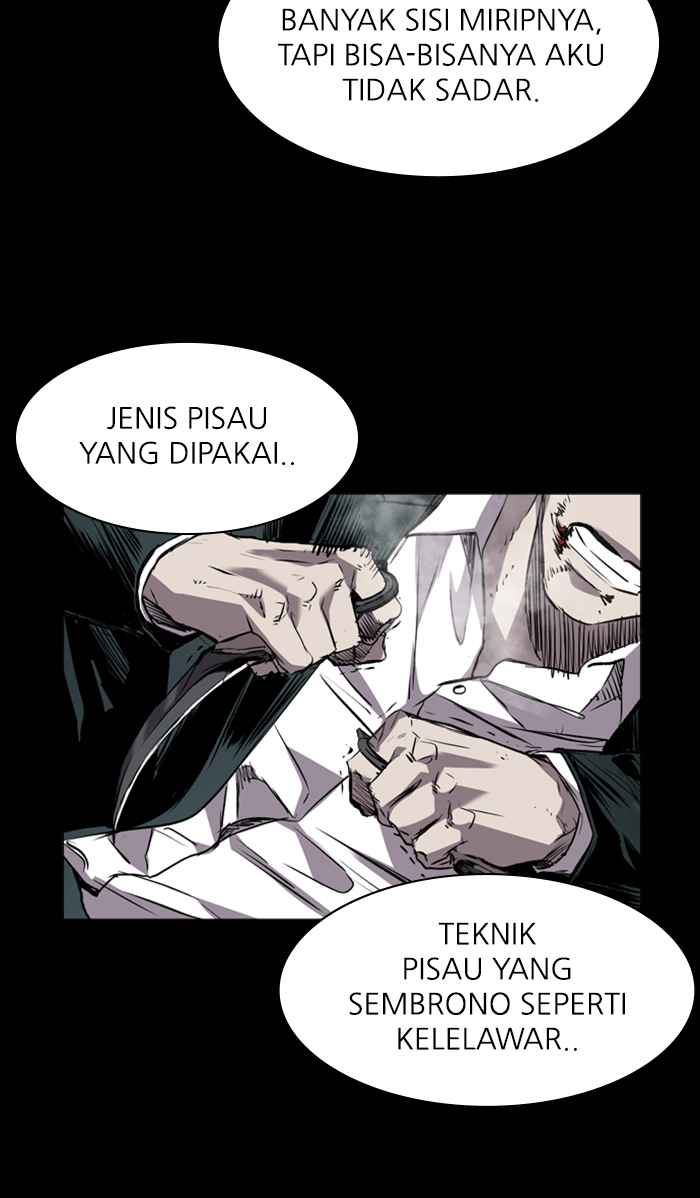 BANYAK SISI MIRIPNYA,
TAPI BISA-BISANYA AKU
TIDAK SADAR.
JENIS PISAU
YANG DIPAKAI..
TEKNIK
PISAU YANG
SEMBRONO SEPERTI
KELELAWAR..